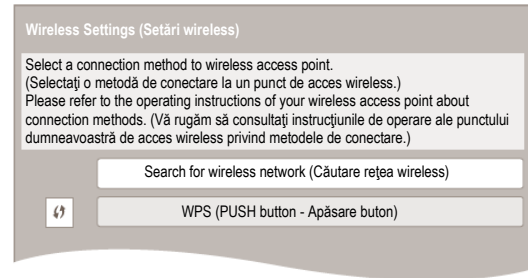 Wireless Settings (Setări wireless)
Select a connection method to wireless access point.
(Selectaţi o metodă de conectare la un punct de acces wireless.)
Please refer to the operating instructions of your wireless access point about
connection methods. (Vă rugăm să consultaţi instrucţiunile de operare ale punctului
dumneavoastră de acces wireless privind metodele de conectare.)
Search for wireless network (Căutare reţea wireless)
WPS (PUSH button - Apăsare buton)